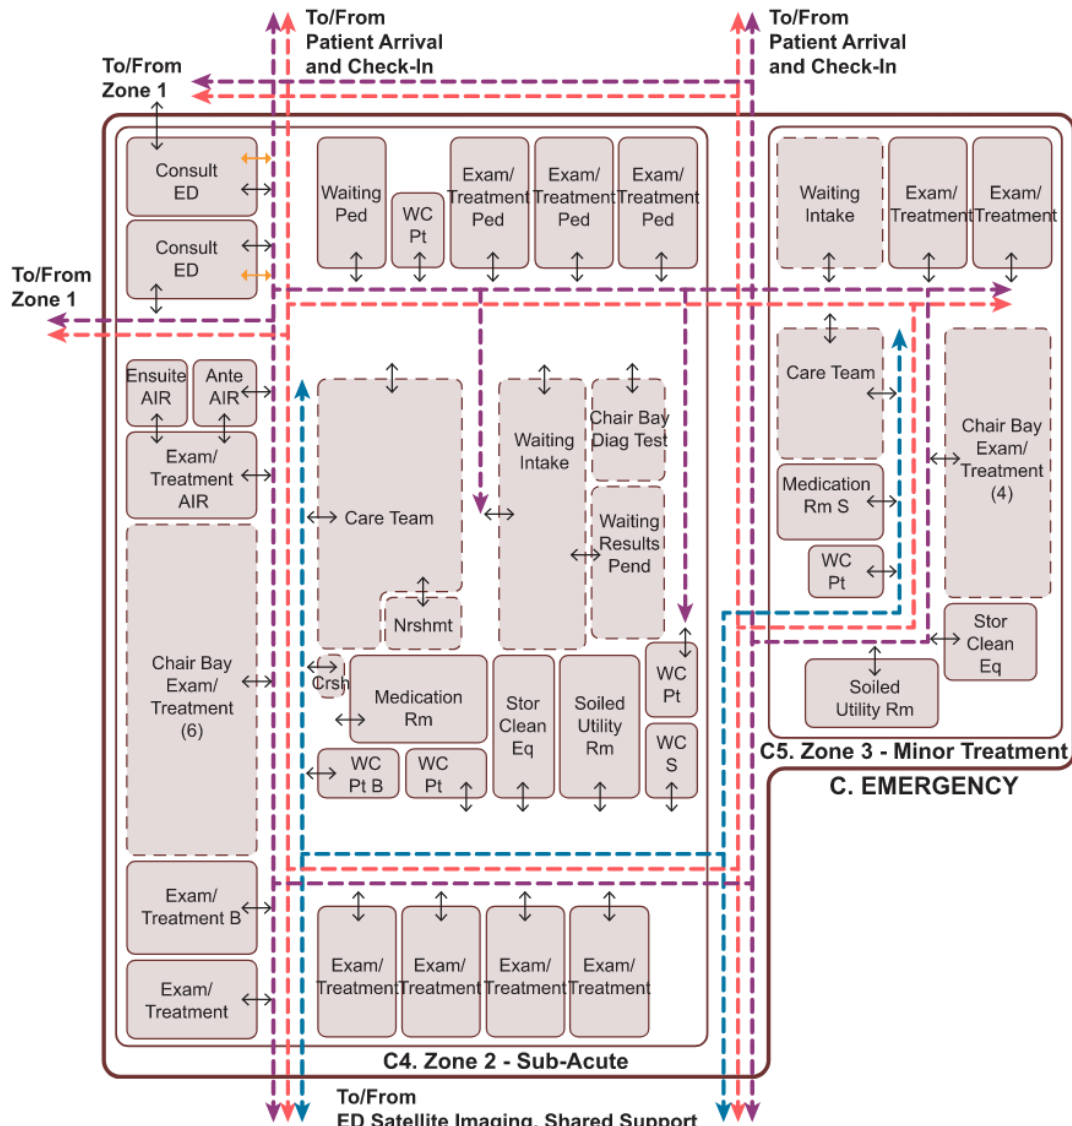 To/From
Patient Arrival
and Check-In
To/From
Patient Arrival
and Check-In
To/From
Zone 1
Consult
ED
Waiting
Ped
WC
Pt
Exam/
Treatment
Ped
Exam/
Treatment
Ped
Exam/
Treatment
Ped
Waiting
Intake
Exam/
Treatment
Exam/
Treatment
Consult
ED
To/From
Zone 1
Ensuite
AIR
Ante
AIR
Exam/
Treatment
AIR
Care Team
Waiting
Intake
Chair Bay
Diag Test
Waiting
Results
Pend
Nrshmt
Care Team
Chair Bay
Exam/
Treatment
(4)
Medication
Rm S
WC
Pt
Stor
Clean
Eq
Soiled
Utility Rm
Chair Bay
Exam/
Treatment
(6)
Crsh
Medication
Rm
Stor
Clean
Eq
Soiled
Utility
Rm
WC
Pt
WC
Pt B
WC
Pt
WC
S
C5. Zone 3 - Minor Treatment
C. EMERGENCY
Exam/
Treatment B
Exam/
Treatment
Exam/
Treatment
Exam/
Treatment
Exam/
Treatment
Exam/
Treatment
C4. Zone 2 - Sub-Acute
To/From
ED Satellite Imaging, Shared Support